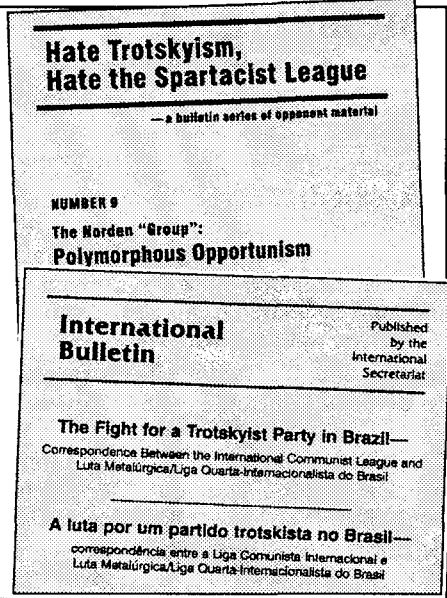 Hate Trotskyism,
Hate the Spartacist League
— a bulletin series of opponent material
NUMBER 9
The Norden "Group":
Polymorphous Opportunism
International
Bulletin
Published
by the
International
Secretariat
The Fight for a Trotskyist Party in Brazil—
Correspondence Between the International Communist League and
Luta Metalúrgica/Liga Quarta-Internacionalista do Brasil
A luta por um partido trotskista no Brasil—
correspondência entre a Liga Comunista Internacional e
Luta Metalúrgica/Liga Quarta-Internacionalista do Brasil